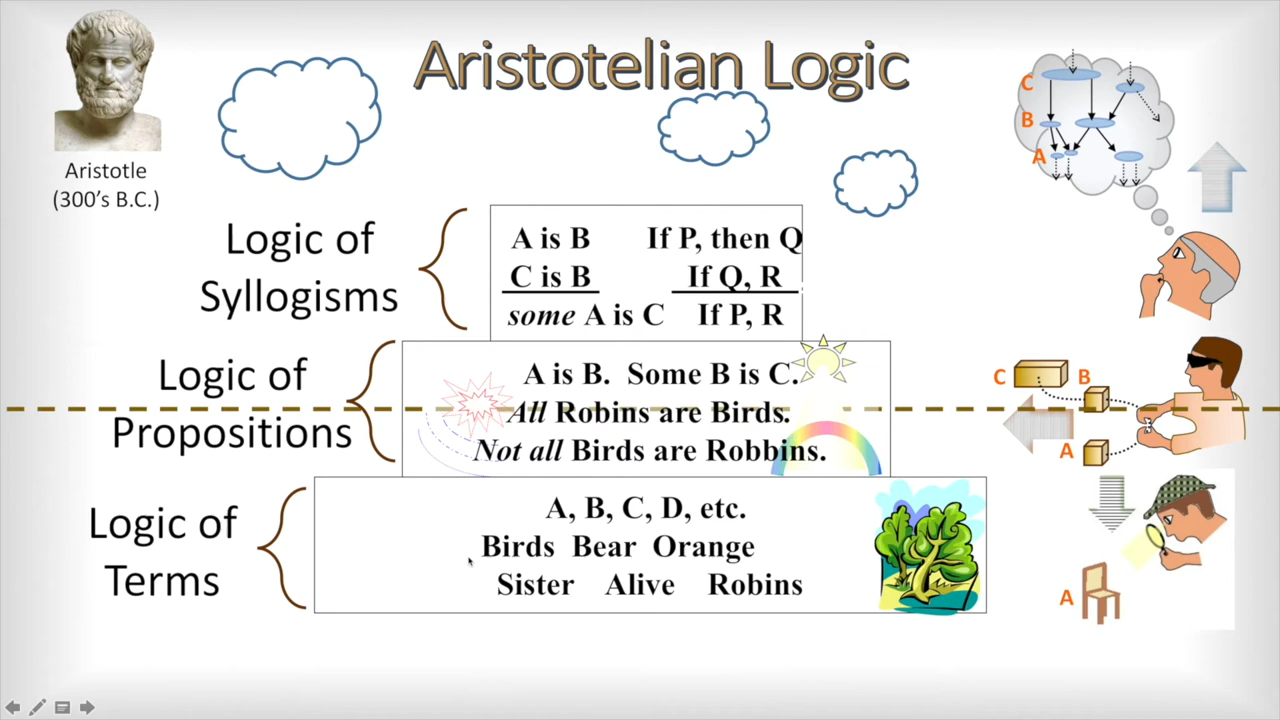 Aristotelian Logic
Aristotle
(300's B.C.)
C
B
A
Logic of
Syllogisms
A is B If P, then Q
C is B If Q, R
some A is C If P, R
Logic of
Propositions
A is B. Some B is C.
All Robins are Birds.
Not all Birds are Robbins.
C B
A
Logic of
Terms
A, B, C, D, etc.
Birds Bear Orange
Sister Alive Robins
A